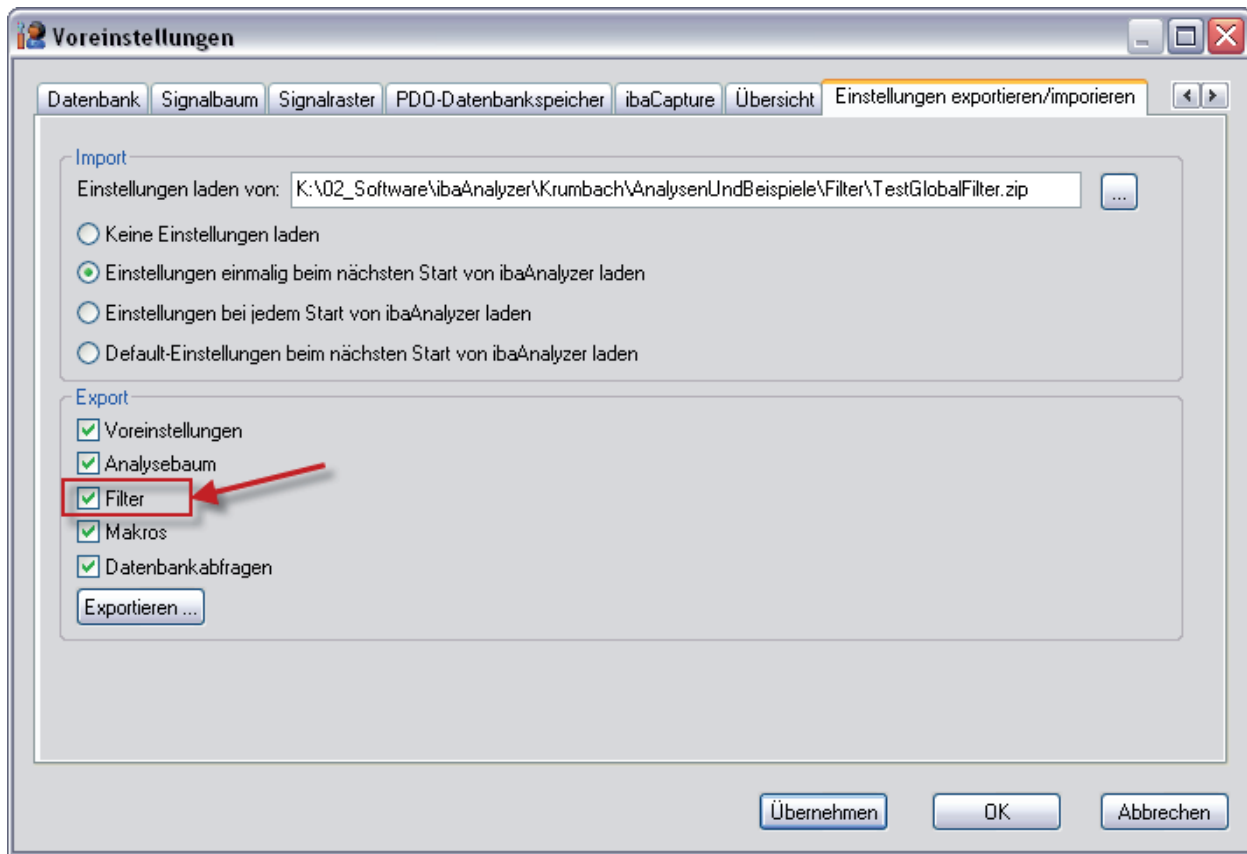 Voreinstellungen
Datenbank Signalbaum Signalraster PDO-Datenbankspeicher ibaCapture Übersicht Einstellungen exportieren/imporieren
Import
Einstellungen laden von: K:\02_Software\ibaAnalyzer\Krumbach\AnalysenUndBeispiele\Filter\TestGlobalFilter.zip ...
Keine Einstellungen laden
Einstellungen einmalig beim nächsten Start von ibaAnalyzer laden
Einstellungen bei jedem Start von ibaAnalyzer laden
Default-Einstellungen beim nächsten Start von ibaAnalyzer laden
Export
Voreinstellungen
Analysebaum
Filter
Makros
Datenbankabfragen
Exportieren ...
Übernehmen OK Abbrechen